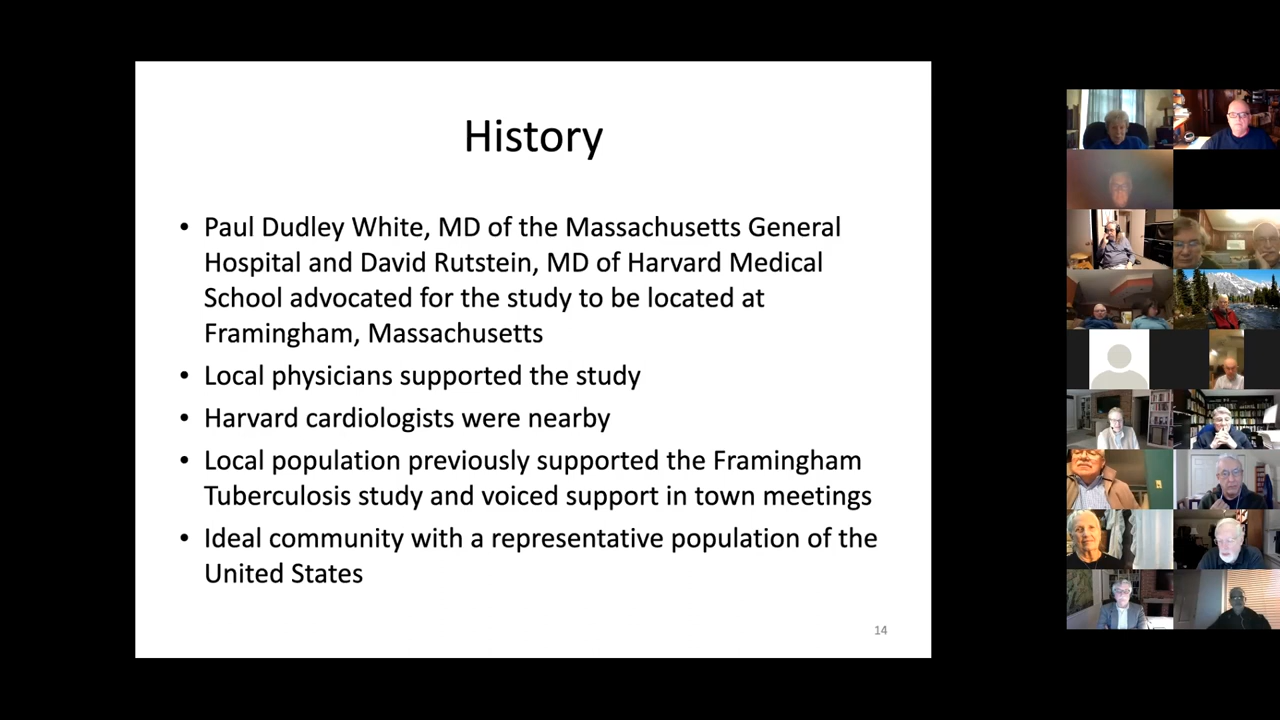 History
• Paul Dudley White, MD of the Massachusetts General
Hospital and David Rutstein, MD of Harvard Medical
School advocated for the study to be located at
Framingham, Massachusetts
• Local physicians supported the study
• Harvard cardiologists were nearby
• Local population previously supported the Framingham
Tuberculosis study and voiced support in town meetings
• Ideal community with a representative population of the
United States
14